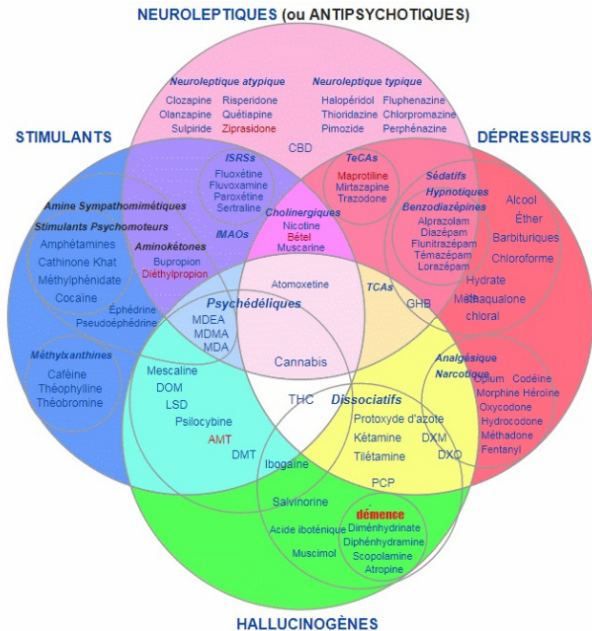 NEUROLEPTIQUES (ou ANTIPSYCHOTIQUES)
Neuroleptique atypique
Clozapine Risperidone
Olanzapine Quétiapine
Sulpiride Ziprasidone
Neuroleptique typique
Halopéridol Fluphenazine
Thioridazine Chlorpromazine
Pimozide Perphénazine
CBD
STIMULANTS
DÉPRESSEURS
ISRSs
Fluoxétine
Fluvoxamine
Paroxétine
Sertraline
IMAOs
TeCAs
Maprotiline
Mirtazapine
Trazodone
Sédatifs
Hypnotiques
Benzodiazépines
Alprazolam
Diazépam
Flunitrazépam
Témazépam
Lorazépam
Alcool
Éther
Barbituriques
Chloroforme
Hydrate
Méthaqualone
de
chloral
Amine Sympathomimétiques
Stimulants Psychomoteurs
Amphétamines
Cathinone Khat
Méthylphénidate
Cocaïne
Aminokétones
Bupropion
Diéthylpropion
Éphédrine
Pseudoéphédrine
Cholinergiques
Nicotine
Bétel
Muscarine
Atomoxetine
TCAs
GHB
Psychédéliques
MDEA
MDMA
MDA
Cannabis
Méthylxanthines
Caféine
Théophylline
Théobromine
Mescaline
DOM
LSD
Psilocybine
AMT
DMT
THC
Dissociatifs
Protoxyde d'azote
Kétamine
Tilétamine
DXM
DXO
PCP
Analgésique
Narcotique
Opium Codéine
Morphine Héroïne
Oxycodone
Hydrocodone
Méthadone
Fentanyl
Ibogaïne
Salvinorine
Acide iboténique
Muscimol
démence
Diménhydrinate
Diphénhydramine
Scopolamine
Atropine
HALLUCINOGÈNES